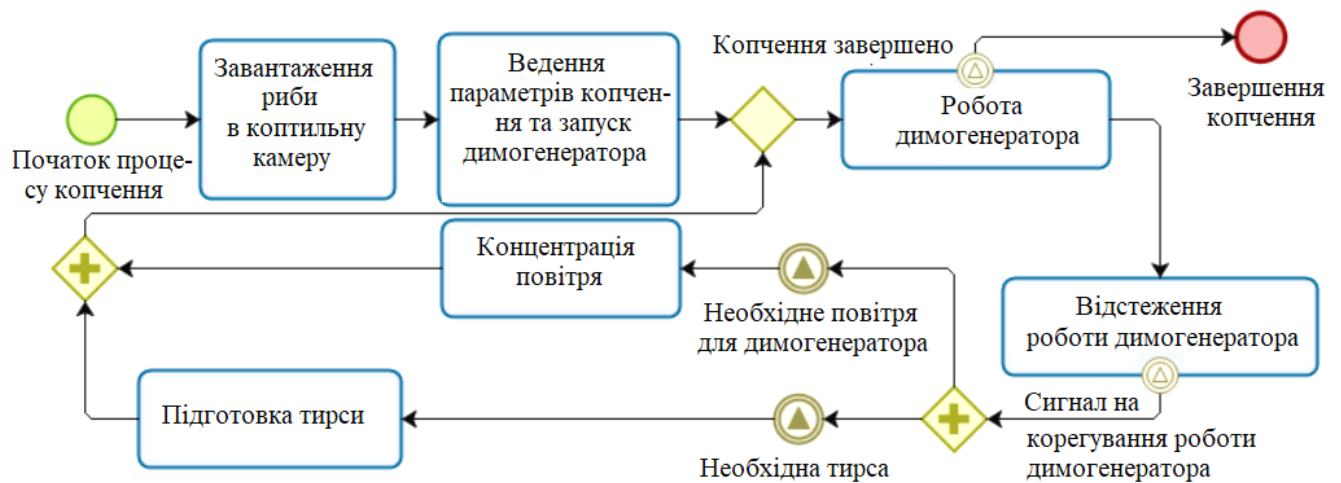 Початок проце-
су копчення
Завантаження
риби
в коптильну
камеру
Ведення
параметрів копчен-
ня та запуск
димогенератора
Копчення завершено
Робота
димогенератора
Завершення
копчення
Концентрація
повітря
Необхідне повітря
для димогенератора
Відстеження
роботи димогенератора
Підготовка тирси
Необхідна тирса
Сигнал на
корегування роботи
димогенератора